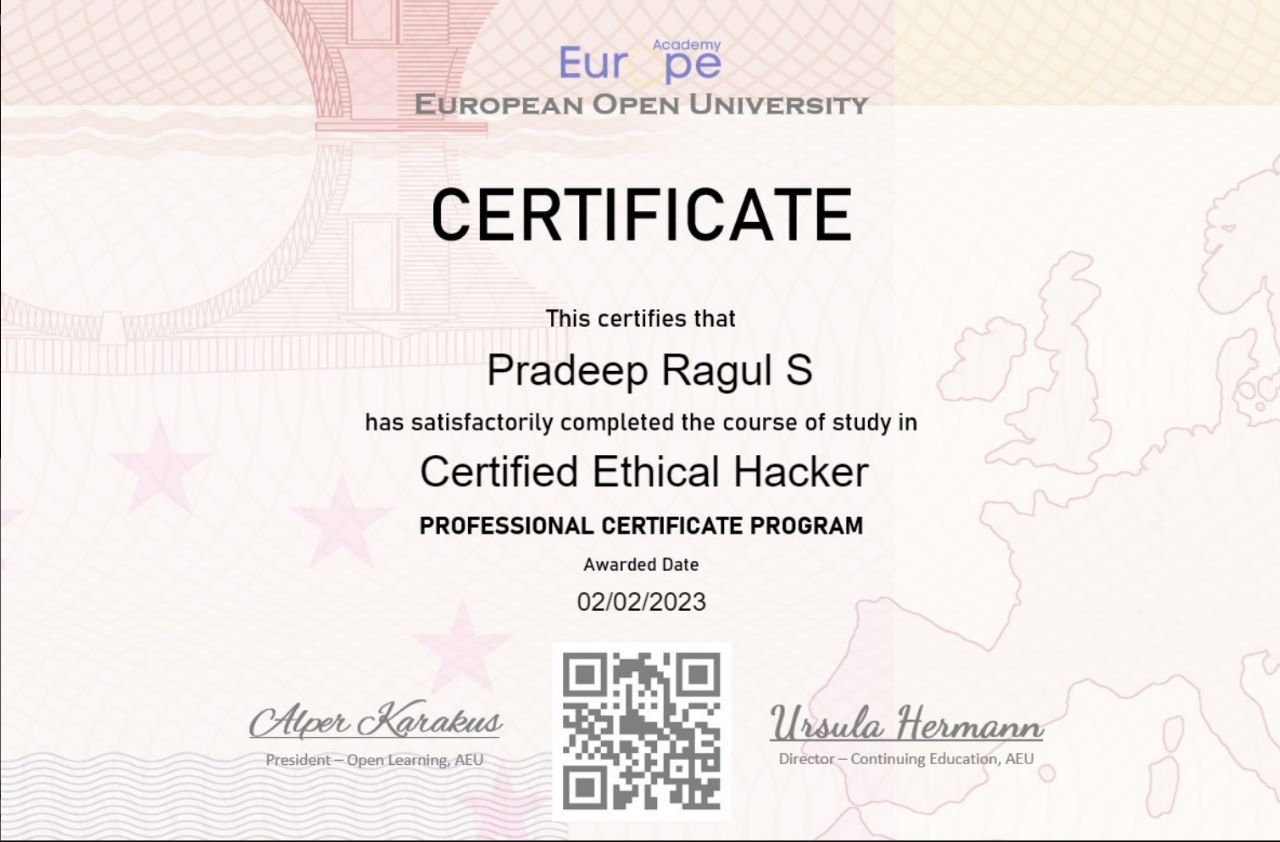 Academy
Europe
EUROPEAN OPEN UNIVERSITY
CERTIFICATE
This certifies that
Pradeep Ragul S
has satisfactorily completed the course of study in
Certified Ethical Hacker
PROFESSIONAL CERTIFICATE PROGRAM
Awarded Date
02/02/2023
Alper Karakus
President – Open Learning, AEU
Ursula Hermann
Director – Continuing Education, AEU